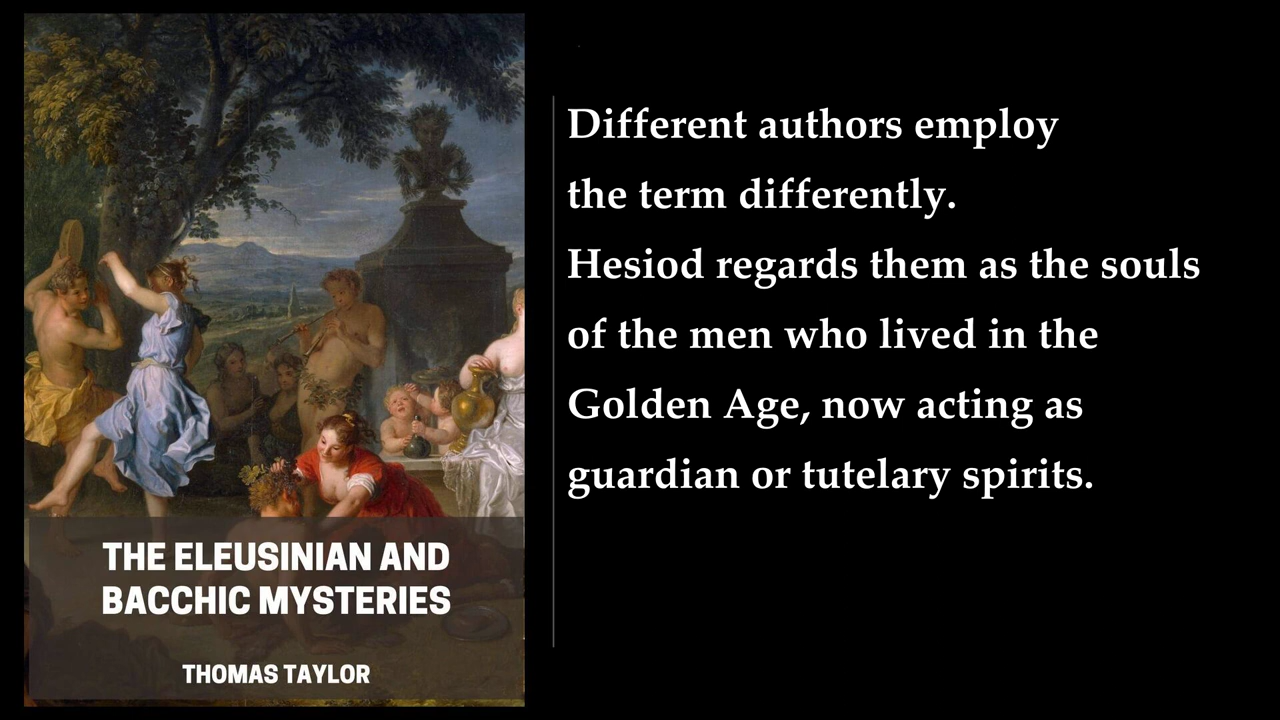 THE ELEUSINIAN AND
BACCHIC MYSTERIES
THOMAS TAYLOR
Different authors employ
the term differently.
Hesiod regards them as the souls
of the men who lived in the
Golden Age, now acting as
guardian or tutelary spirits.